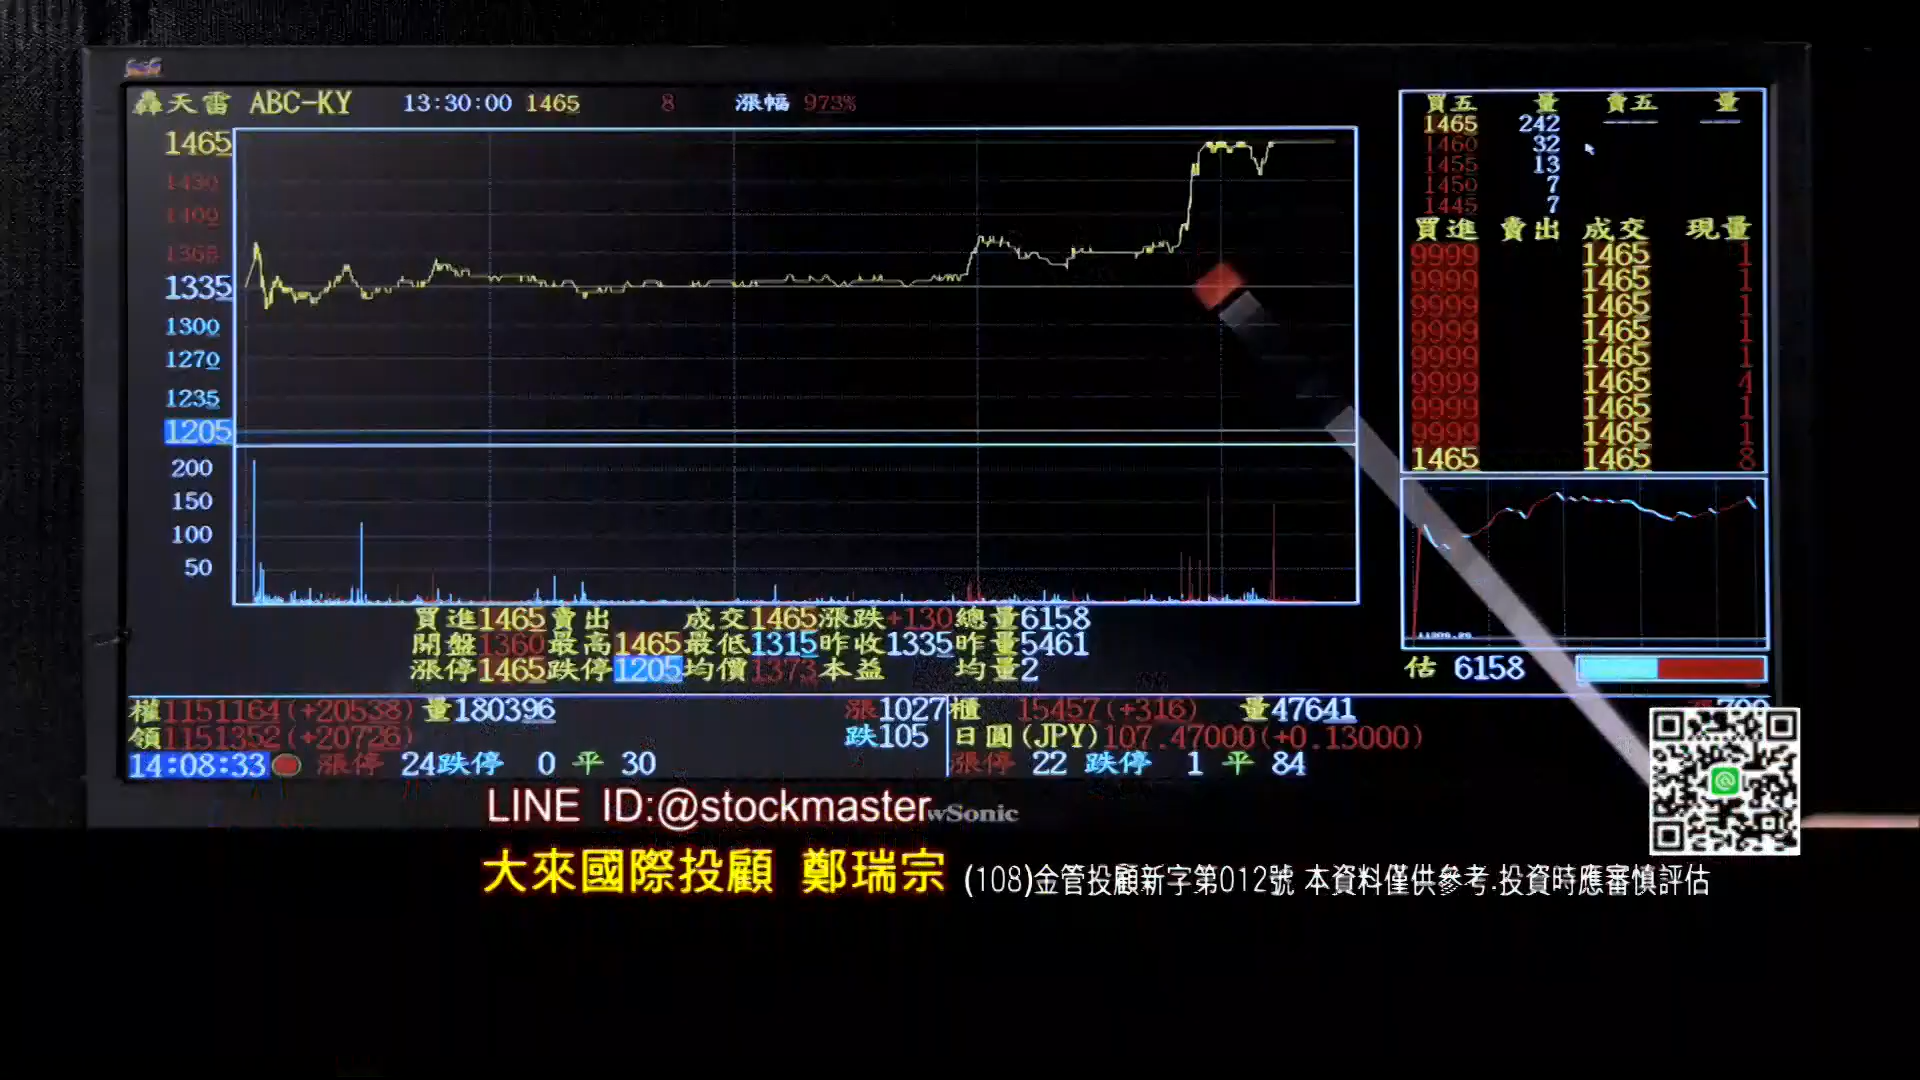 轟天雷 ABC-KY 13:30:00 1465 8 漲幅 973%
1465
1430
1400
1365
1335
1300
1270
1235
1205
200
150
100
50
買五 量 賣五 量
1465 242
1460 32
1455 13
1450 7
1445 7
買進 賣出 成交 現量
9999 1465 1
9999 1465 1
9999 1465 1
9999 1465 1
9999 1465 1
9999 1465 4
9999 1465 1
9999 1465 1
1465 1465 8
買進1465賣出 成交1465漲跌+130總量6158
開盤1360最高1465最低1315昨收1335昨量5461
漲停1465跌停1205均價1373本益 均量2
估 6158
權1151164(+20538)量180396 漲1027
領1151352(+20726) 跌105
14:08:33 漲停 24跌停 0 平 30
櫃 15457(+316) 量47641
日圓(JPY)107.47000(+0.13000)
漲停 22 跌停 1 平 84
LINE ID:@stockmaster
wSonic
大來國際投顧 鄭瑞宗 (108)金管投顧新字第012號 本資料僅供參考.投資時應審慎評估